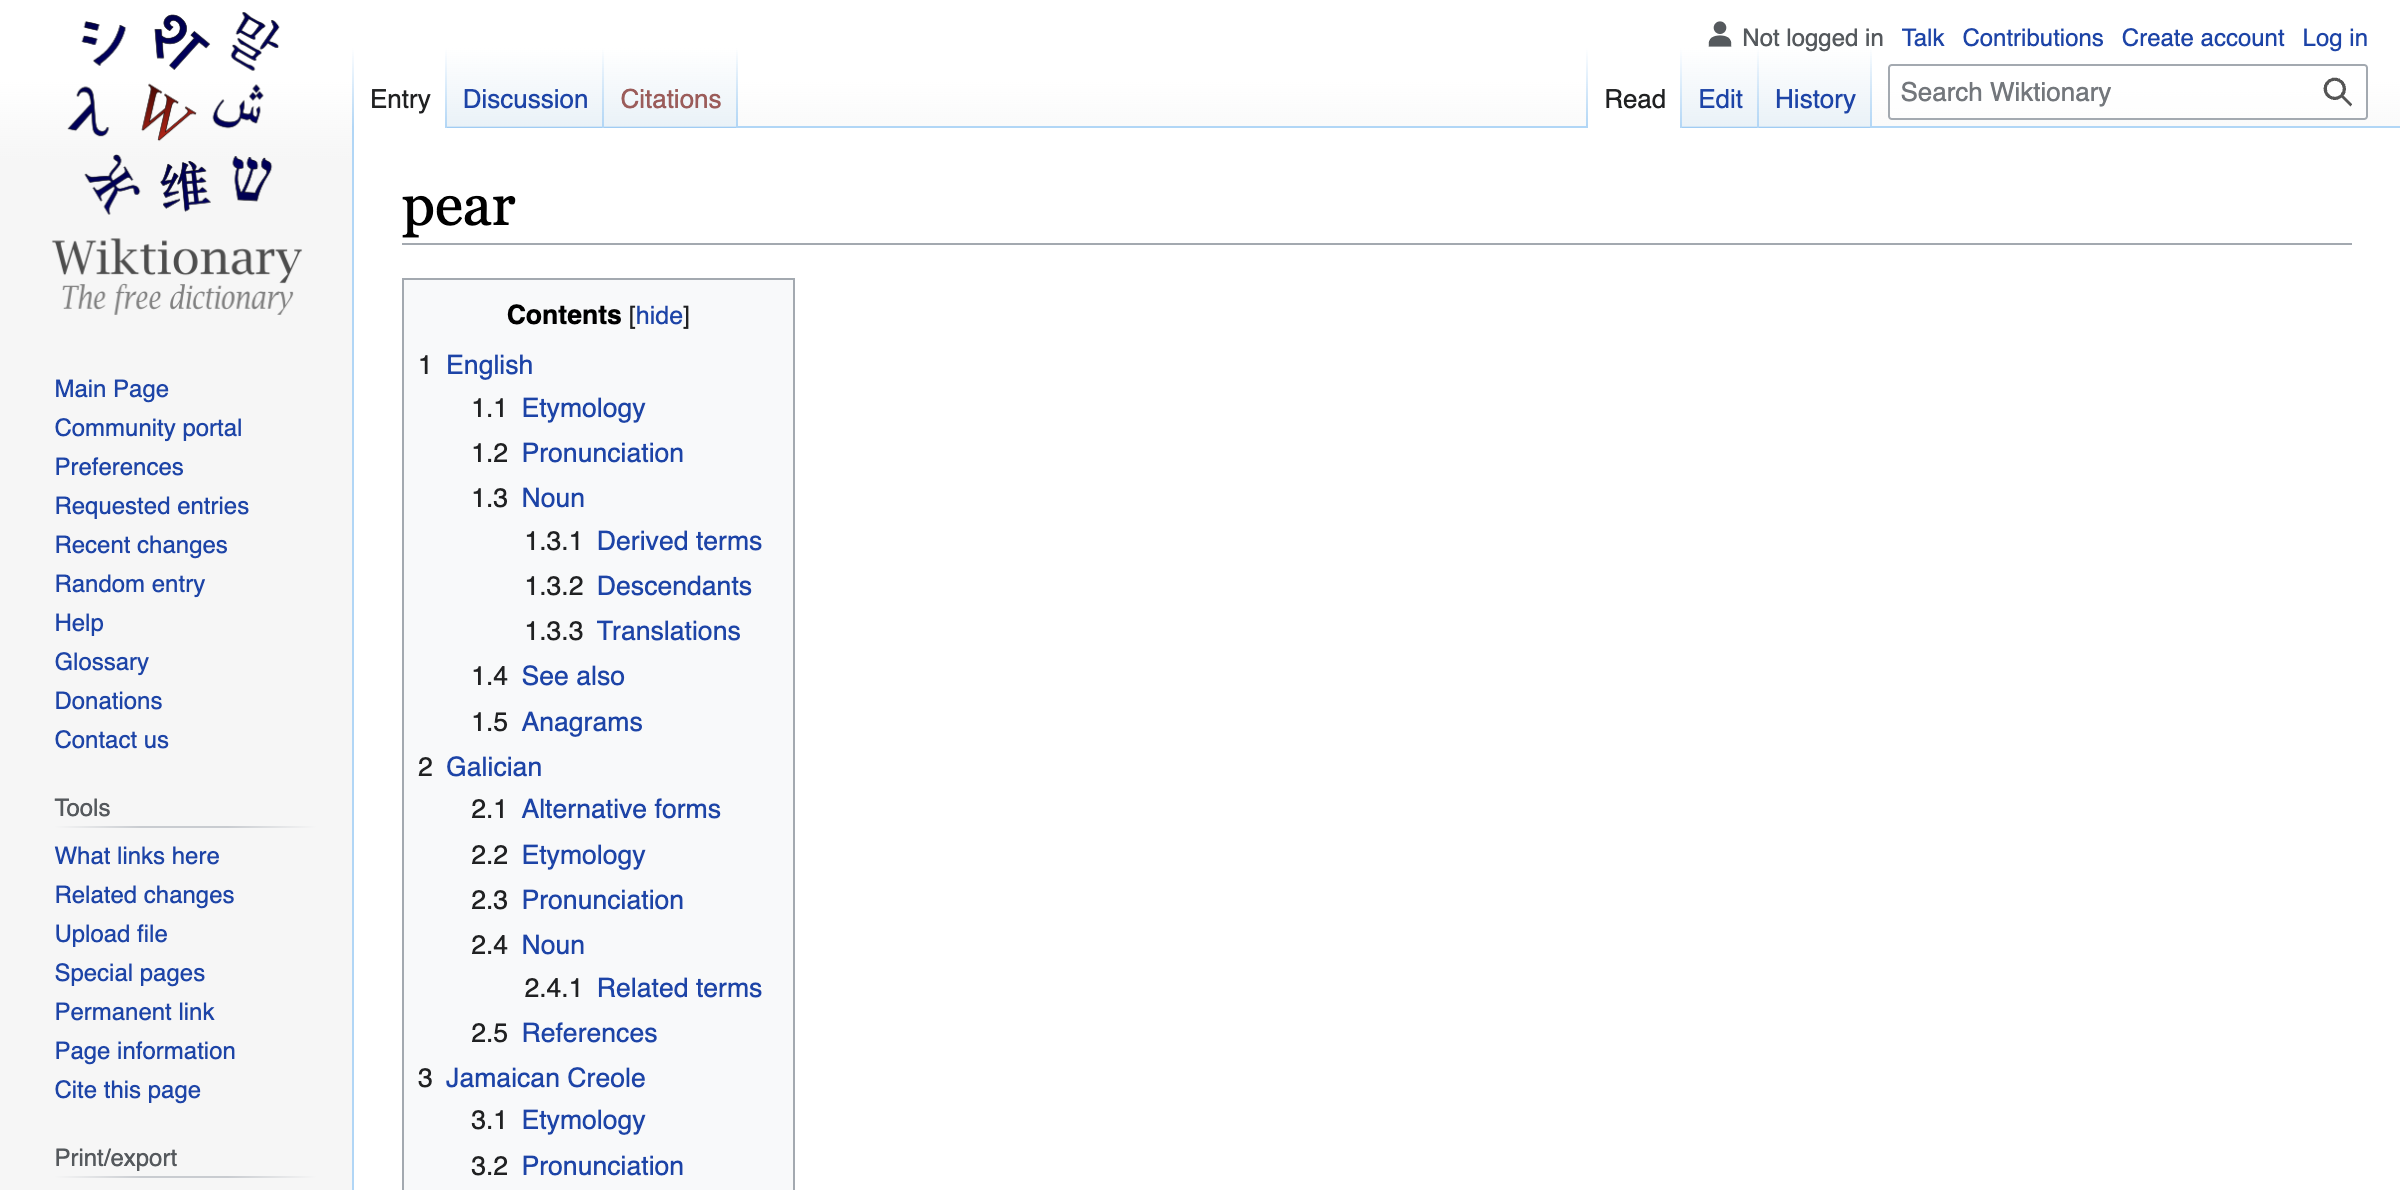 シ や 말
λ W ش
维 ש
Wiktionary
The free dictionary
Main Page
Community portal
Preferences
Requested entries
Recent changes
Random entry
Help
Glossary
Donations
Contact us
Tools
What links here
Related changes
Upload file
Special pages
Permanent link
Page information
Cite this page
Print/export
Not logged in Talk Contributions Create account Log in
Entry Discussion Citations Read Edit History Search Wiktionary
pear
Contents [hide]
1 English
1.1 Etymology
1.2 Pronunciation
1.3 Noun
1.3.1 Derived terms
1.3.2 Descendants
1.3.3 Translations
1.4 See also
1.5 Anagrams
2 Galician
2.1 Alternative forms
2.2 Etymology
2.3 Pronunciation
2.4 Noun
2.4.1 Related terms
2.5 References
3 Jamaican Creole
3.1 Etymology
3.2 Pronunciation